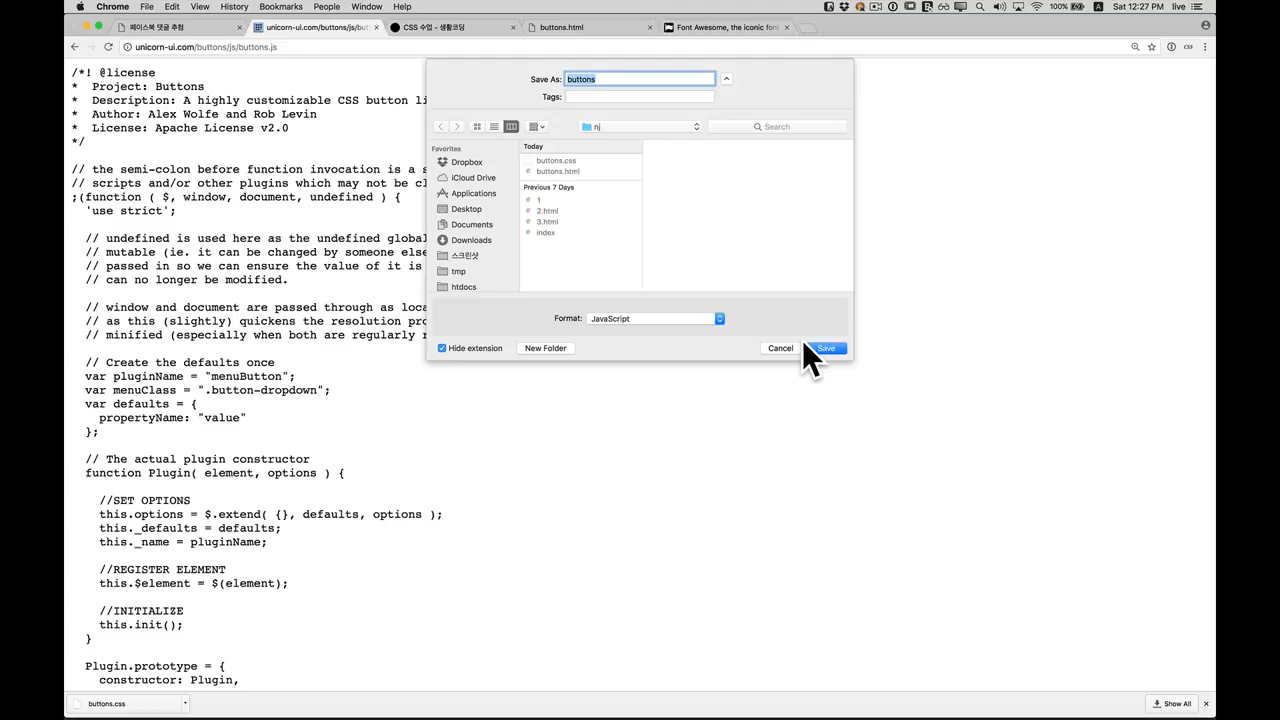 Chrome File Edit View History Bookmarks People Window Help 100% Sat 12:27 PM live
페이스북 댓글 추첨 unicorn-ui.com/buttons/js/butt CSS 수업 - 생활코딩 buttons.html Font Awesome, the iconic fon
unicorn-ui.com/buttons/js/buttons.js
/*! @license
* Project: Buttons
* Description: A highly customizable CSS button li
* Author: Alex Wolfe and Rob Levin
* License: Apache License v2.0
*/
// the semi-colon before function invocation is a s
// scripts and/or other plugins which may not be cl
;(function ( $, window, document, undefined ) {
'use strict';
// undefined is used here as the undefined global
// mutable (ie. it can be changed by someone else
// passed in so we can ensure the value of it is
// can no longer be modified.
// window and document are passed through as loca
// as this (slightly) quickens the resolution pro
// minified (especially when both are regularly r
// Create the defaults once
var pluginName = "menuButton";
var menuClass = ".button-dropdown";
var defaults = {
propertyName: "value"
};
// The actual plugin constructor
function Plugin( element, options ) {
//SET OPTIONS
this.options = $.extend( {}, defaults, options );
this._defaults = defaults;
this._name = pluginName;
//REGISTER ELEMENT
this.$element = $(element);
//INITIALIZE
this.init();
}
Plugin.prototype = {
constructor: Plugin,
Save As: buttons
Tags:
nj Search
Favorites
Dropbox
iCloud Drive
Applications
Desktop
Documents
Downloads
스크린샷
tmp
htdocs
Today
buttons.css
buttons.html
Previous 7 Days
1
2.html
3.html
index
Format: JavaScript
Hide extension New Folder Cancel Save
buttons.css Show All